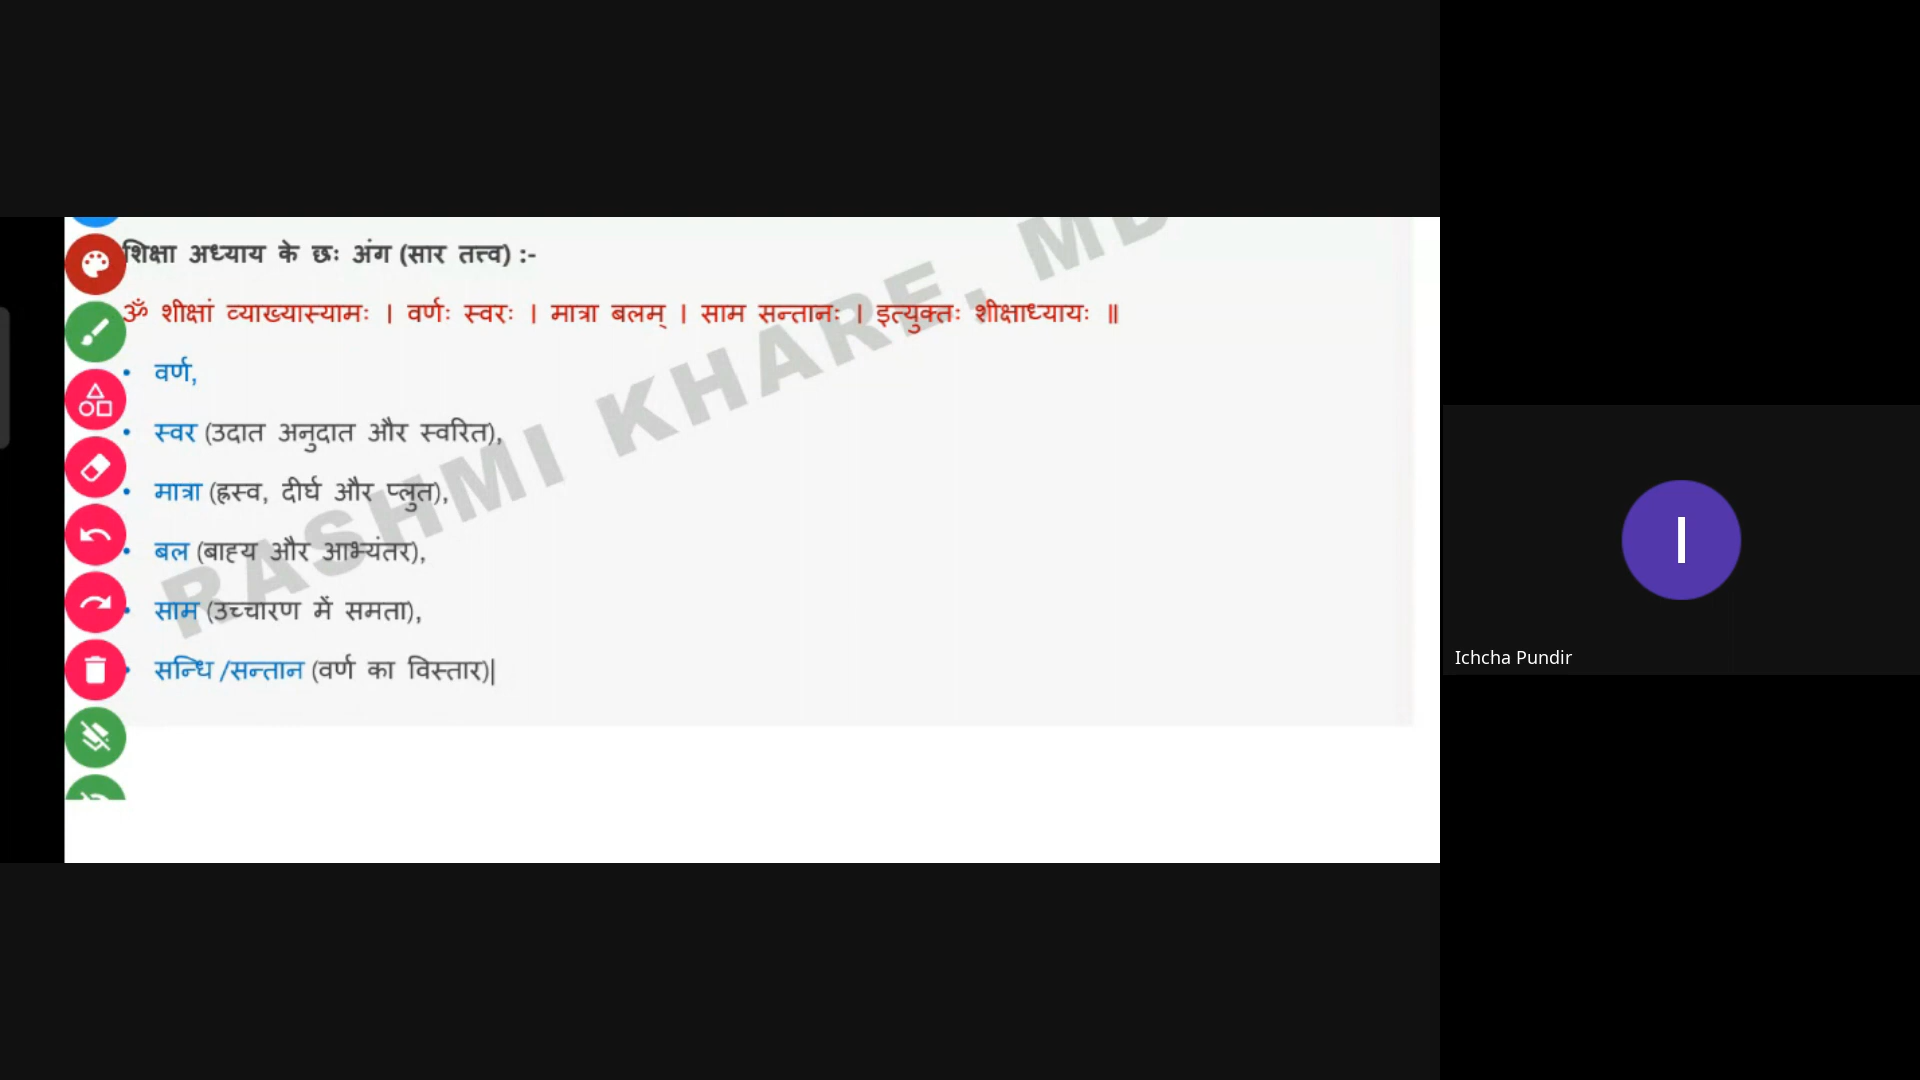 शिक्षा अध्याय के छः अंग (सार तत्त्व) :-
ॐ शीक्षां व्याख्यास्यामः । वर्णः स्वरः । मात्रा बलम् । साम सन्तानः । इत्युक्तः शीक्षाध्यायः ॥
• वर्ण,
• स्वर (उदात अनुदात और स्वरित),
• मात्रा (ह्रस्व, दीर्घ और प्लुत),
• बल (बाह्य और आभ्यंतर),
• साम (उच्चारण में समता),
• सन्धि /सन्तान (वर्ण का विस्तार)|
RASHMI KHARE, MD
I
Ichcha Pundir